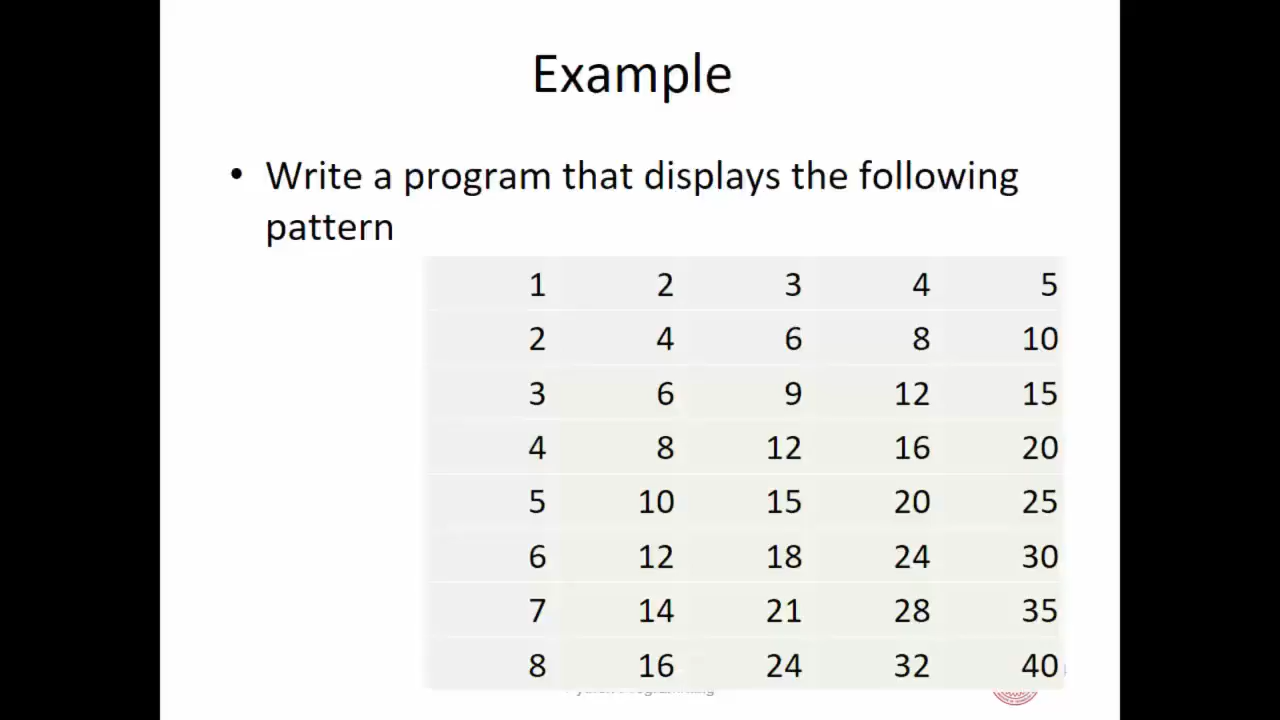 Example
• Write a program that displays the following
pattern
1 2 3 4 5
2 4 6 8 10
3 6 9 12 15
4 8 12 16 20
5 10 15 20 25
6 12 18 24 30
7 14 21 28 35
8 16 24 32 40